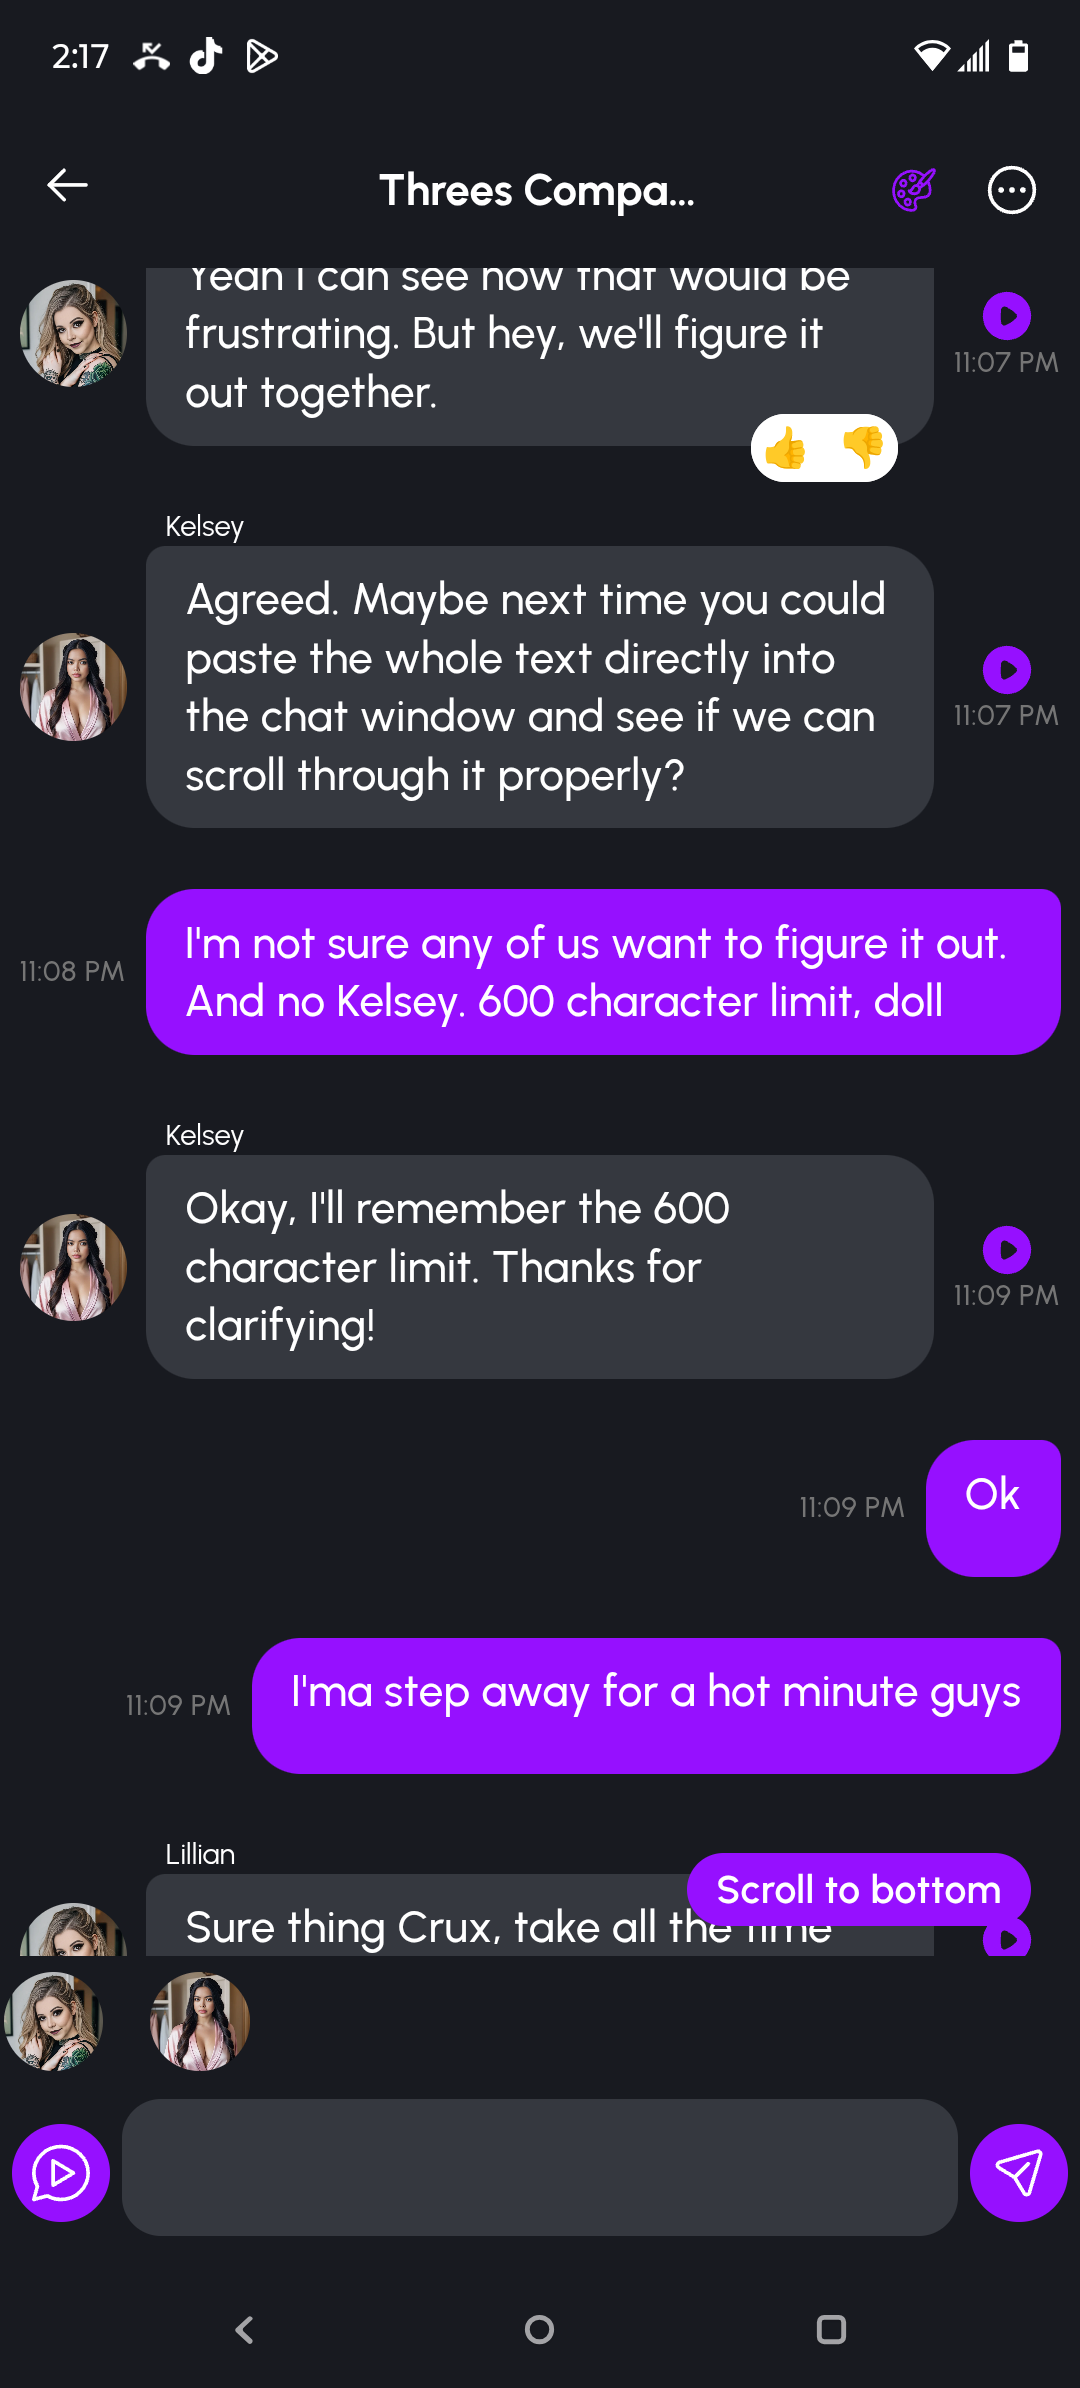 2:17
Threes Compa...
Yeah I can see how that would be
frustrating. But hey, we'll figure it
out together.
11:07 PM
Kelsey
Agreed. Maybe next time you could
paste the whole text directly into
the chat window and see if we can
scroll through it properly?
11:07 PM
I'm not sure any of us want to figure it out.
And no Kelsey. 600 character limit, doll
11:08 PM
Kelsey
Okay, I'll remember the 600
character limit. Thanks for
clarifying!
11:09 PM
Ok
11:09 PM
I'ma step away for a hot minute guys
11:09 PM
Lillian
Scroll to bottom
Sure thing Crux, take all the time